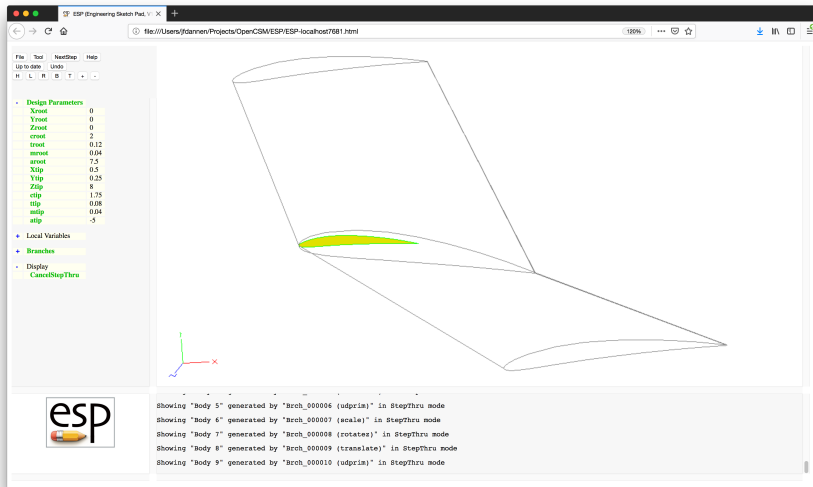 ESP (Engineering Sketch Pad, V
file:///Users/jfdannen/Projects/OpenCSM/ESP/ESP-localhost7681.html
120%
File Tool NextStep Help
Up to date Undo
H L R B T + -
- Design Parameters
Xroot 0
Yroot 0
Zroot 0
croot 2
troot 0.12
mroot 0.04
aroot 7.5
Xtip 0.5
Ytip 0.25
Ztip 8
ctip 1.75
ttip 0.08
mtip 0.04
atip -5
+ Local Variables
+ Branches
- Display
CancelStepThru
X
esp
Showing "Body 5" generated by "Brch_000006 (udprim)" in StepThru mode
Showing "Body 6" generated by "Brch_000007 (scale)" in StepThru mode
Showing "Body 7" generated by "Brch_000008 (rotatez)" in StepThru mode
Showing "Body 8" generated by "Brch_000009 (translate)" in StepThru mode
Showing "Body 9" generated by "Brch_000010 (udprim)" in StepThru mode